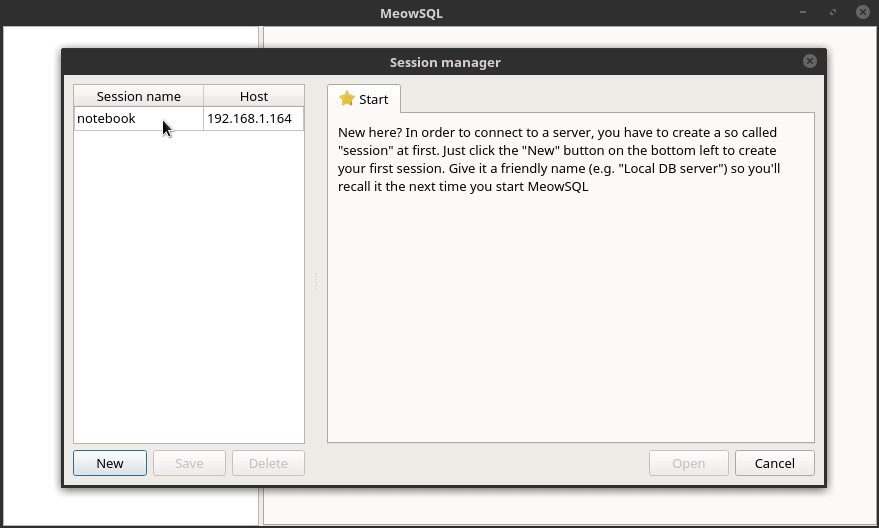 MeowSQL
Session manager
Session name Host
notebook 192.168.1.164
Start
New here? In order to connect to a server, you have to create a so called
"session" at first. Just click the "New" button on the bottom left to create
your first session. Give it a friendly name (e.g. "Local DB server") so you'll
recall it the next time you start MeowSQL
New Save Delete Open Cancel